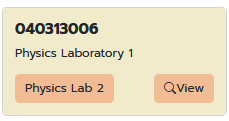 040313006
Physics Laboratory 1
Physics Lab 2
View